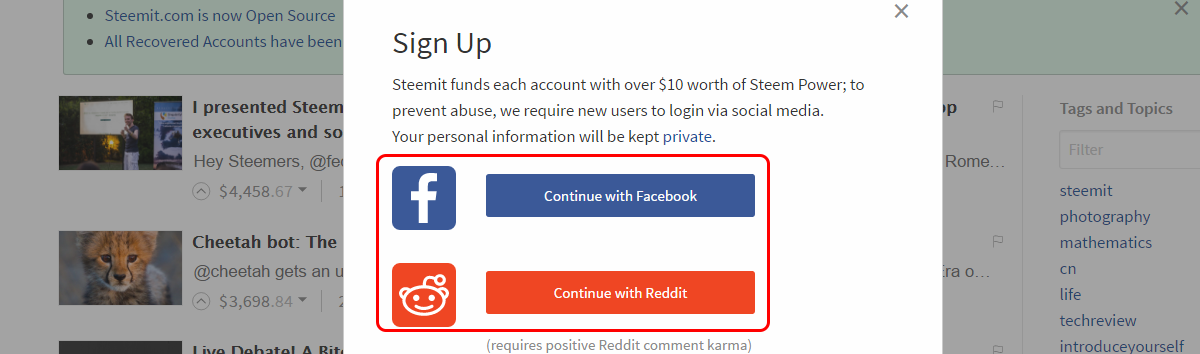 Steemit.com is now Open Source
All Recovered Accounts have been
Sign Up
Steemit funds each account with over $10 worth of Steem Power; to
prevent abuse, we require new users to login via social media.
Your personal information will be kept private.
Continue with Facebook
Continue with Reddit
(requires positive Reddit comment karma)
I presented Steem
executives and so
Hey Steemers, @fee
$4,458.67
Rome…
Cheetah bot: The
@cheetah gets an u
$3,698.84
Era o…
Live Debate! A Bit
Tags and Topics
Filter
steemit
photography
mathematics
cn
life
techreview
introduceyourself